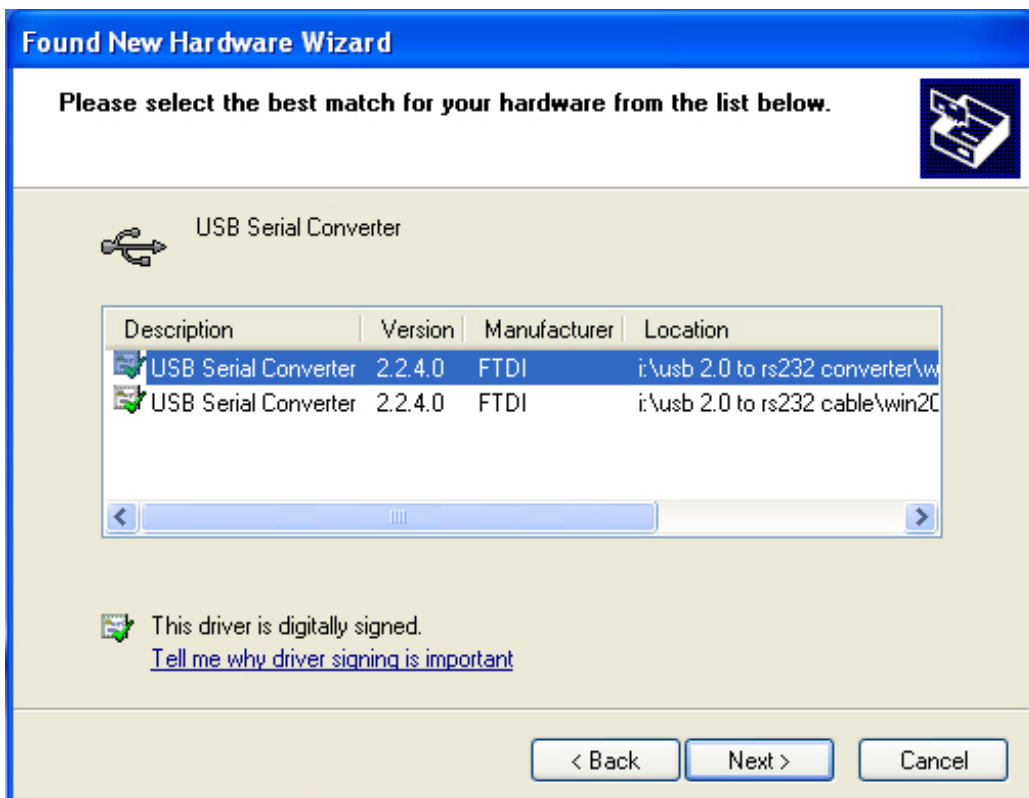 Found New Hardware Wizard
Please select the best match for your hardware from the list below.
USB Serial Converter
Description Version Manufacturer Location
USB Serial Converter 2.2.4.0 FTDI i:\usb 2.0 to rs232 converter\w
USB Serial Converter 2.2.4.0 FTDI i:\usb 2.0 to rs232 cable\win20
This driver is digitally signed.
Tell me why driver signing is important
< Back Next > Cancel